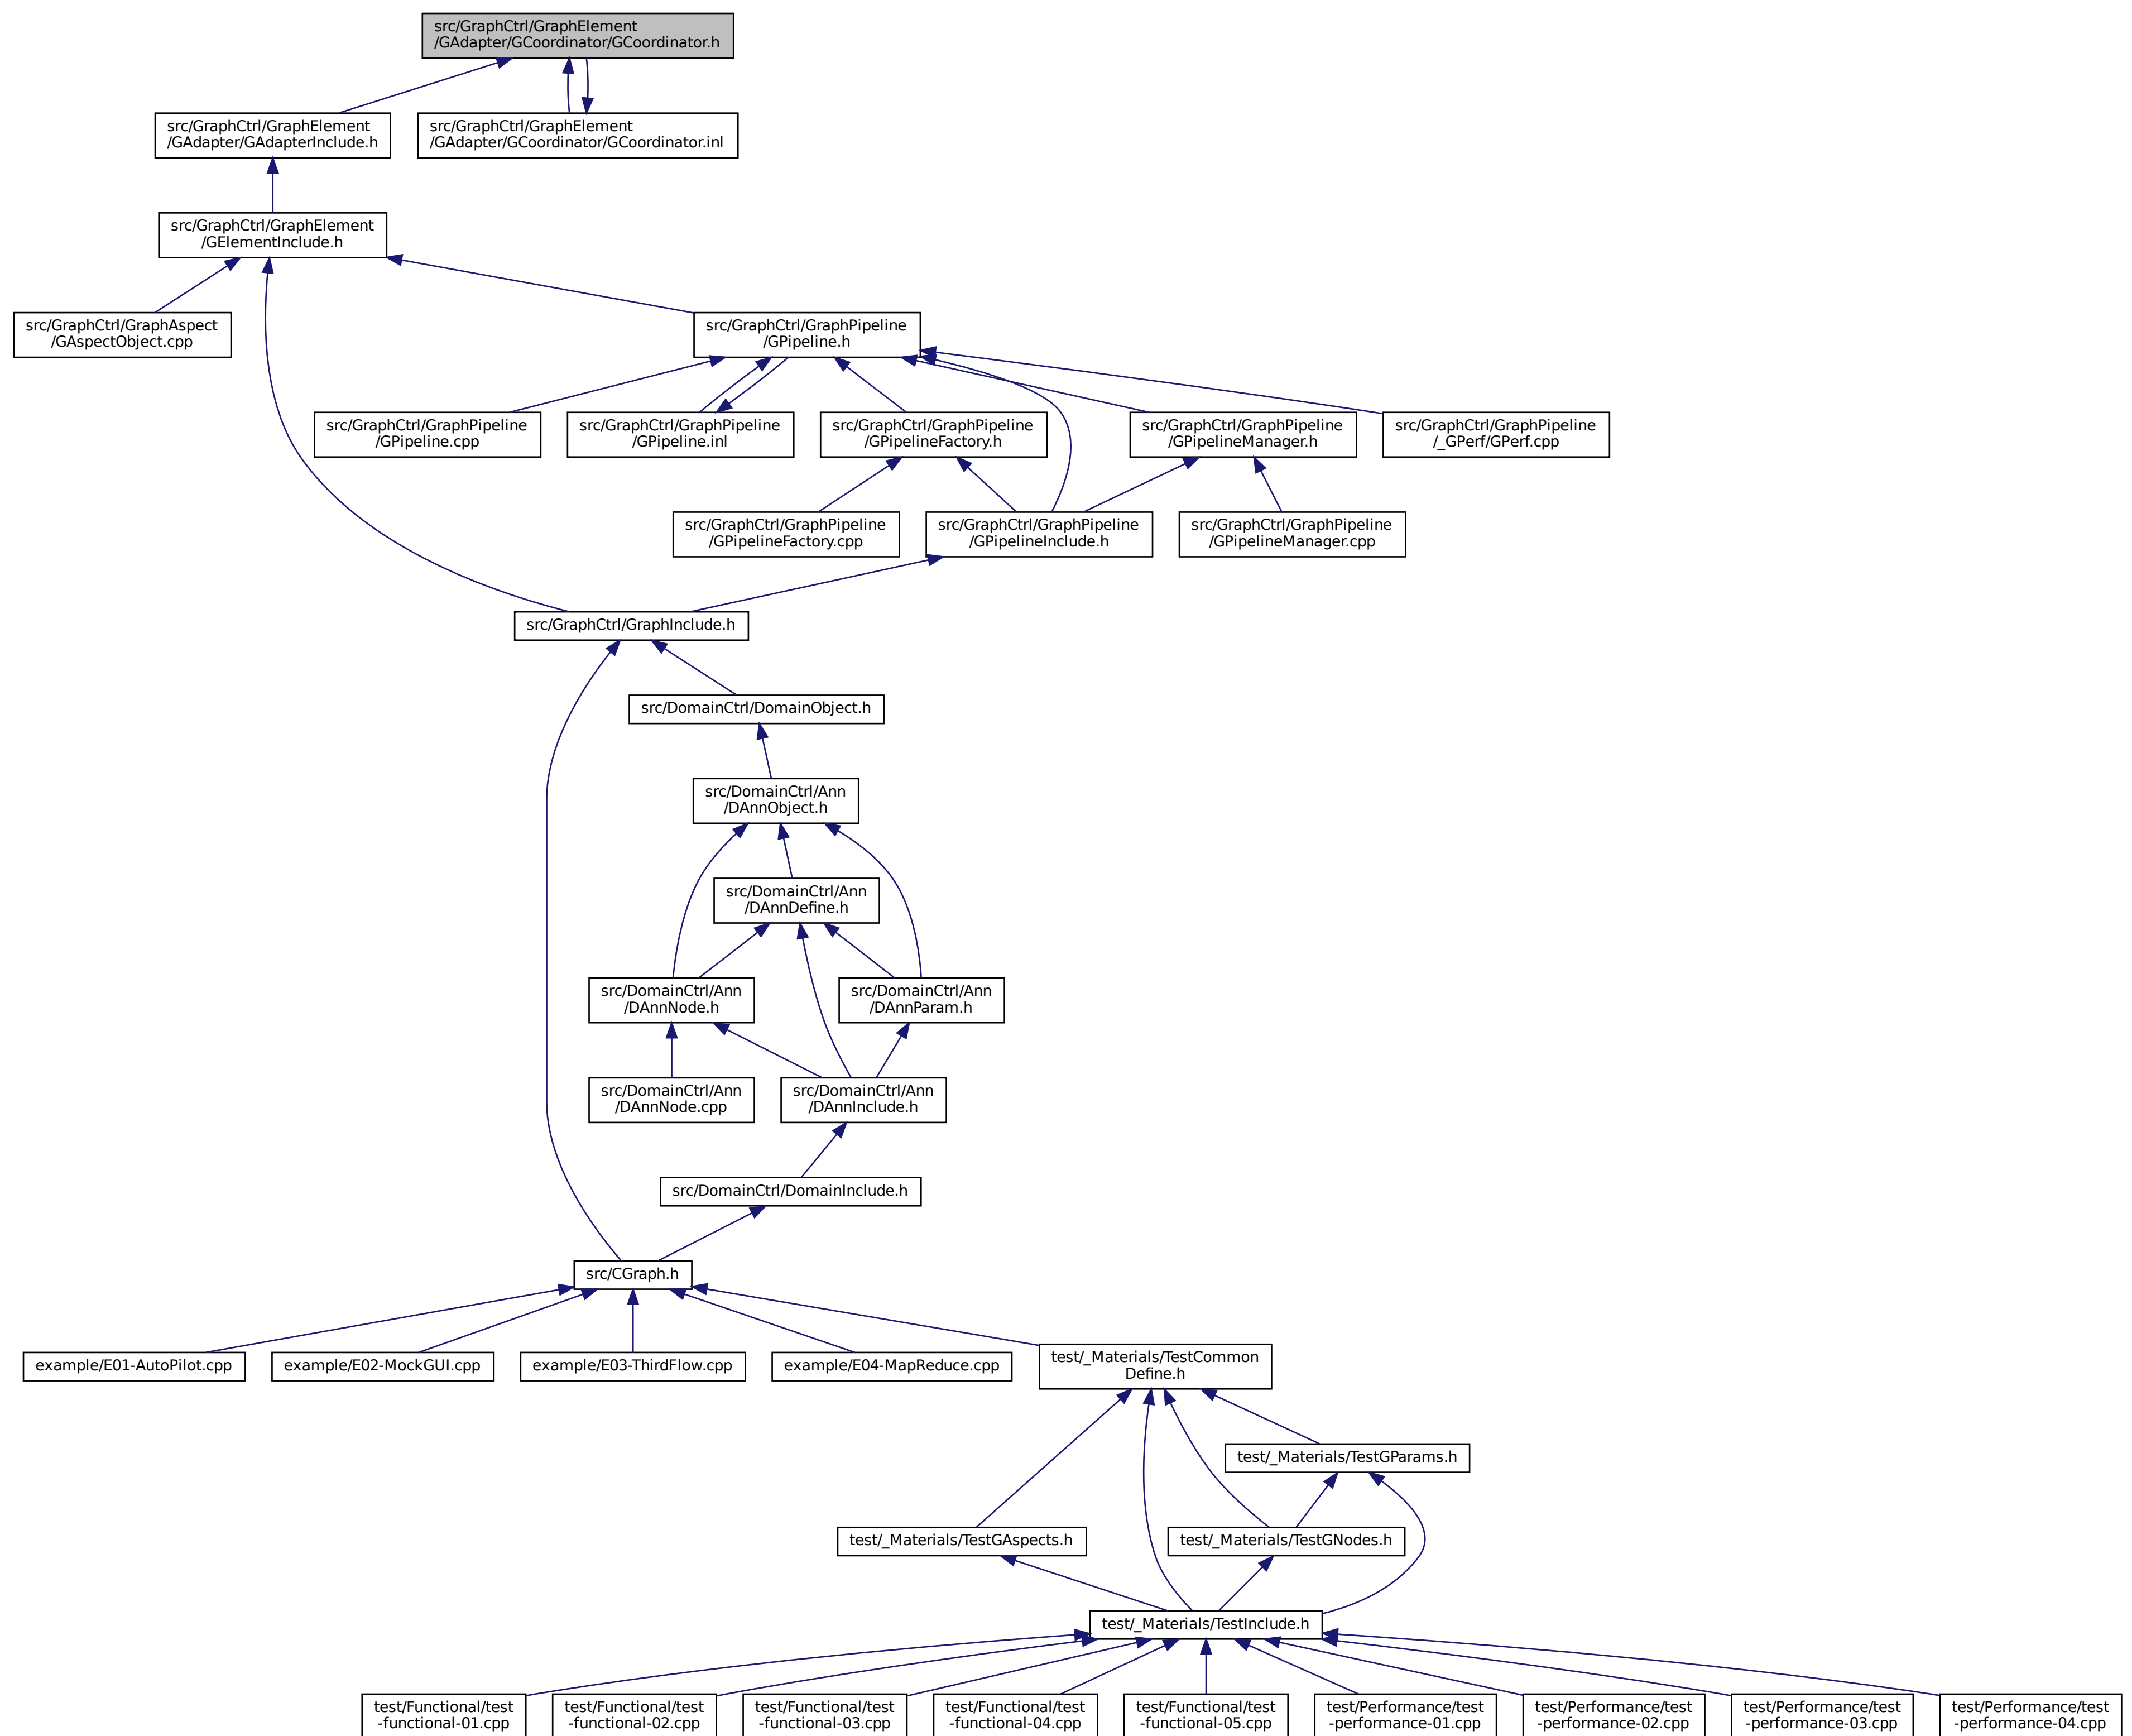 src/GraphCtrl/GraphElement
/GAdapter/GCoordinator/GCoordinator.h
src/GraphCtrl/GraphElement
/GAdapter/GAdapterInclude.h
src/GraphCtrl/GraphElement
/GAdapter/GCoordinator/GCoordinator.inl
src/GraphCtrl/GraphElement
/GElementInclude.h
src/GraphCtrl/GraphAspect
/GAspectObject.cpp
src/GraphCtrl/GraphPipeline
/GPipeline.h
src/GraphCtrl/GraphPipeline
/GPipeline.cpp
src/GraphCtrl/GraphPipeline
/GPipeline.inl
src/GraphCtrl/GraphPipeline
/GPipelineFactory.h
src/GraphCtrl/GraphPipeline
/GPipelineManager.h
src/GraphCtrl/GraphPipeline
/_GPerf/GPerf.cpp
src/GraphCtrl/GraphPipeline
/GPipelineFactory.cpp
src/GraphCtrl/GraphPipeline
/GPipelineInclude.h
src/GraphCtrl/GraphPipeline
/GPipelineManager.cpp
src/GraphCtrl/GraphInclude.h
src/DomainCtrl/DomainObject.h
src/DomainCtrl/Ann
/DAnnObject.h
src/DomainCtrl/Ann
/DAnnDefine.h
src/DomainCtrl/Ann
/DAnnNode.h
src/DomainCtrl/Ann
/DAnnParam.h
src/DomainCtrl/Ann
/DAnnNode.cpp
src/DomainCtrl/Ann
/DAnnInclude.h
src/DomainCtrl/DomainInclude.h
src/CGraph.h
example/E01-AutoPilot.cpp
example/E02-MockGUI.cpp
example/E03-ThirdFlow.cpp
example/E04-MapReduce.cpp
test/_Materials/TestCommon
Define.h
test/_Materials/TestGParams.h
test/_Materials/TestGAspects.h
test/_Materials/TestGNodes.h
test/_Materials/TestInclude.h
test/Functional/test
-functional-01.cpp
test/Functional/test
-functional-02.cpp
test/Functional/test
-functional-03.cpp
test/Functional/test
-functional-04.cpp
test/Functional/test
-functional-05.cpp
test/Performance/test
-performance-01.cpp
test/Performance/test
-performance-02.cpp
test/Performance/test
-performance-03.cpp
test/Performance/test
-performance-04.cpp